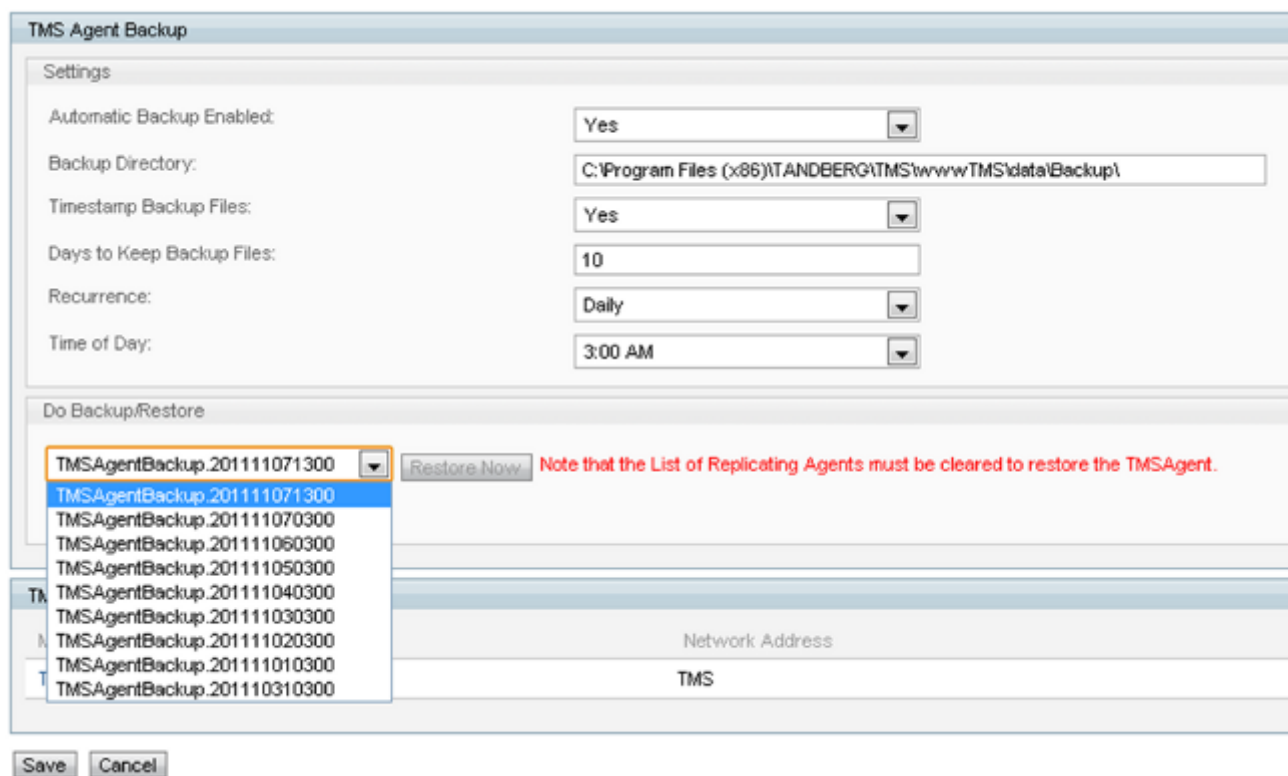 TMS Agent Backup
Settings
Automatic Backup Enabled: Yes
Backup Directory: C:\Program Files (x86)\TANDBERG\TMS\wwwTMS\data\Backup\
Timestamp Backup Files: Yes
Days to Keep Backup Files: 10
Recurrence: Daily
Time of Day: 3:00 AM
Do Backup/Restore
TMSAgentBackup.201111071300 Restore Now Note that the List of Replicating Agents must be cleared to restore the TMSAgent.
TMSAgentBackup.201111071300
TMSAgentBackup.201111070300
TMSAgentBackup.201111060300
TMSAgentBackup.201111050300
TMSAgentBackup.201111040300
TMSAgentBackup.201111030300
TMSAgentBackup.201111020300
TMSAgentBackup.201111010300
TMSAgentBackup.201110310300
Network Address
TMS
Save Cancel